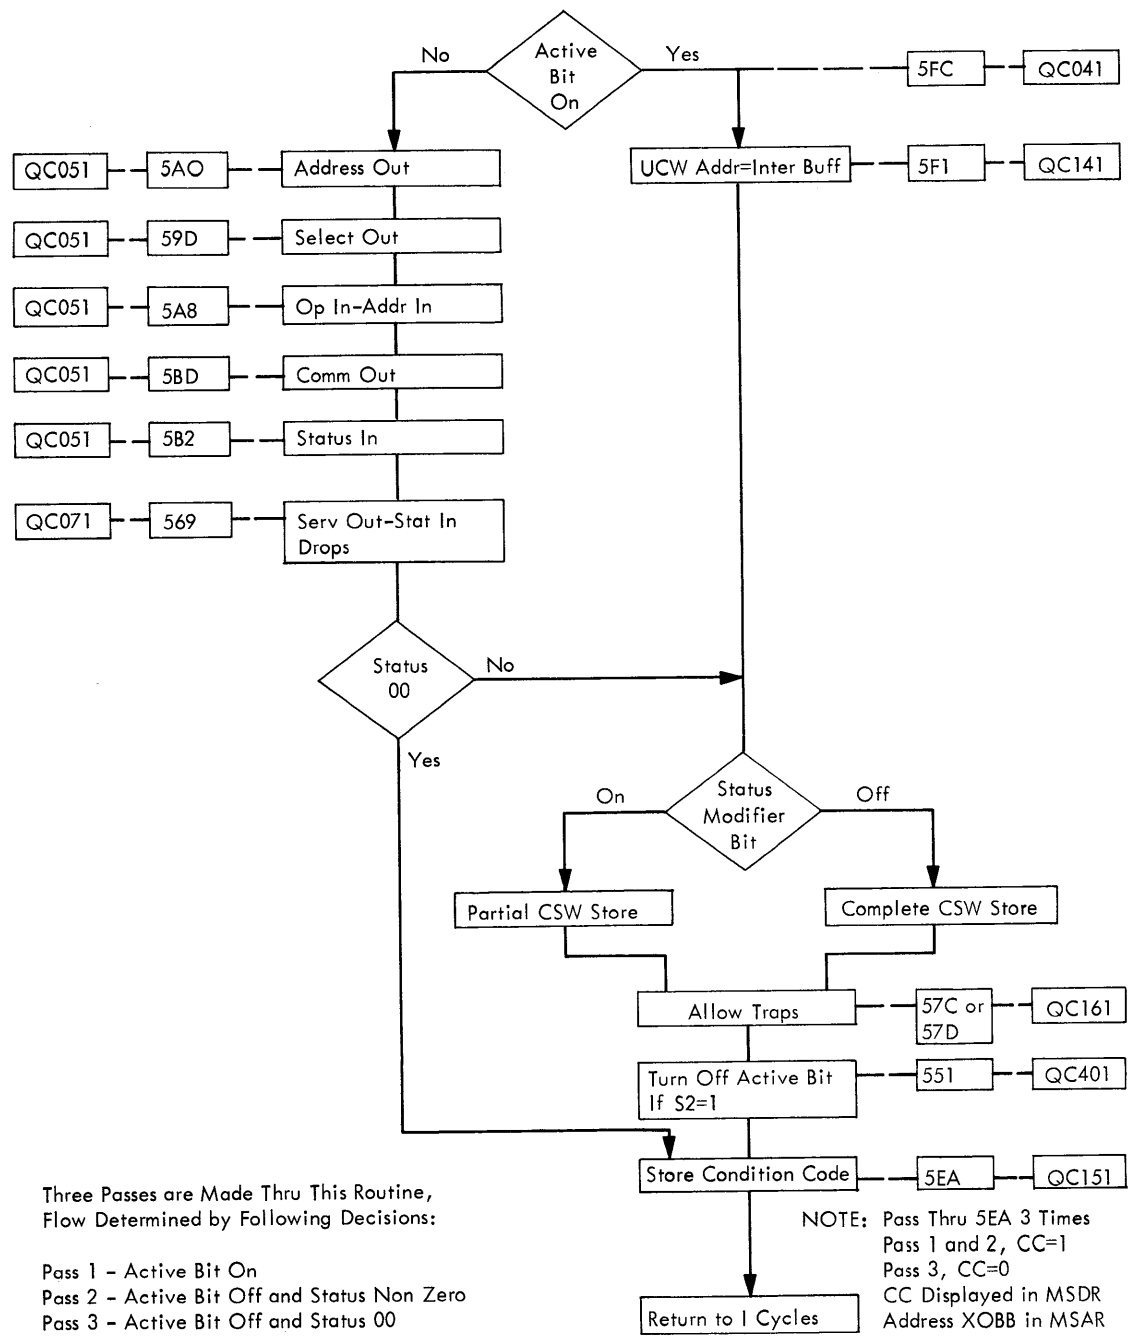 No
Active
Bit
On
Yes
5FC
QC041
QC051
5AO
Address Out
UCW Addr=Inter Buff
5F1
QC141
QC051
59D
Select Out
QC051
5A8
Op In-Addr In
QC051
5BD
Comm Out
QC051
5B2
Status In
QC071
569
Serv Out-Stat In
Drops
Status
00
No
Yes
Status
Modifier
Bit
On
Off
Partial CSW Store
Complete CSW Store
Allow Traps
57C or
57D
QC161
Turn Off Active Bit
If S2=1
551
QC401
Store Condition Code
5EA
QC151
Three Passes are Made Thru This Routine,
Flow Determined by Following Decisions:
Pass 1 - Active Bit On
Pass 2 - Active Bit Off and Status Non Zero
Pass 3 - Active Bit Off and Status 00
NOTE: Pass Thru 5EA 3 Times
Pass 1 and 2, CC=1
Pass 3, CC=0
CC Displayed in MSDR
Address XOBB in MSAR
Return to I Cycles